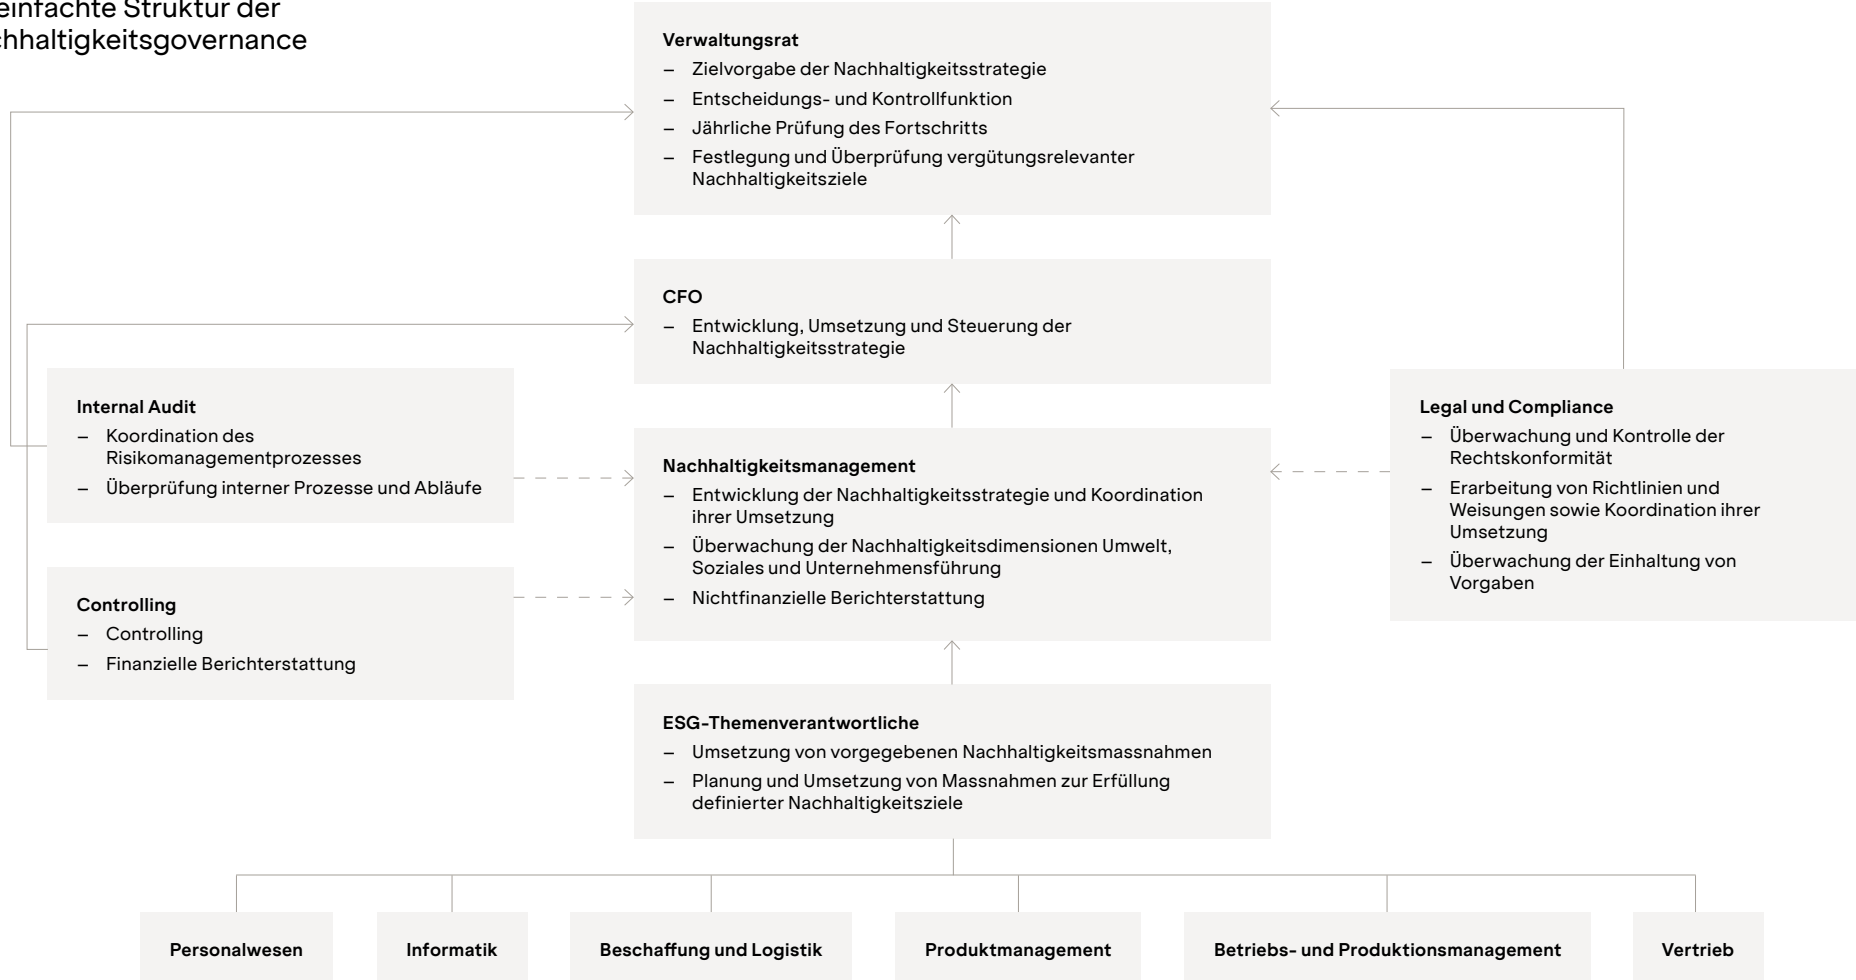 einfachte Struktur der
hhaltigkeitsgovernance
Verwaltungsrat
– Zielvorgabe der Nachhaltigkeitsstrategie
– Entscheidungs- und Kontrollfunktion
– Jährliche Prüfung des Fortschritts
– Festlegung und Überprüfung vergütungsrelevanter
Nachhaltigkeitsziele
CFO
– Entwicklung, Umsetzung und Steuerung der
Nachhaltigkeitsstrategie
Internal Audit
– Koordination des
Risikomanagementprozesses
– Überprüfung interner Prozesse und Abläufe
Controlling
– Controlling
– Finanzielle Berichterstattung
Nachhaltigkeitsmanagement
– Entwicklung der Nachhaltigkeitsstrategie und Koordination
ihrer Umsetzung
– Überwachung der Nachhaltigkeitsdimensionen Umwelt,
Soziales und Unternehmensführung
– Nichtfinanzielle Berichterstattung
Legal und Compliance
– Überwachung und Kontrolle der
Rechtskonformität
– Erarbeitung von Richtlinien und
Weisungen sowie Koordination ihrer
Umsetzung
– Überwachung der Einhaltung von
Vorgaben
ESG-Themenverantwortliche
– Umsetzung von vorgegebenen Nachhaltigkeitsmassnahmen
– Planung und Umsetzung von Massnahmen zur Erfüllung
definierter Nachhaltigkeitsziele
Personalwesen
Informatik
Beschaffung und Logistik
Produktmanagement
Betriebs- und Produktionsmanagement
Vertrieb